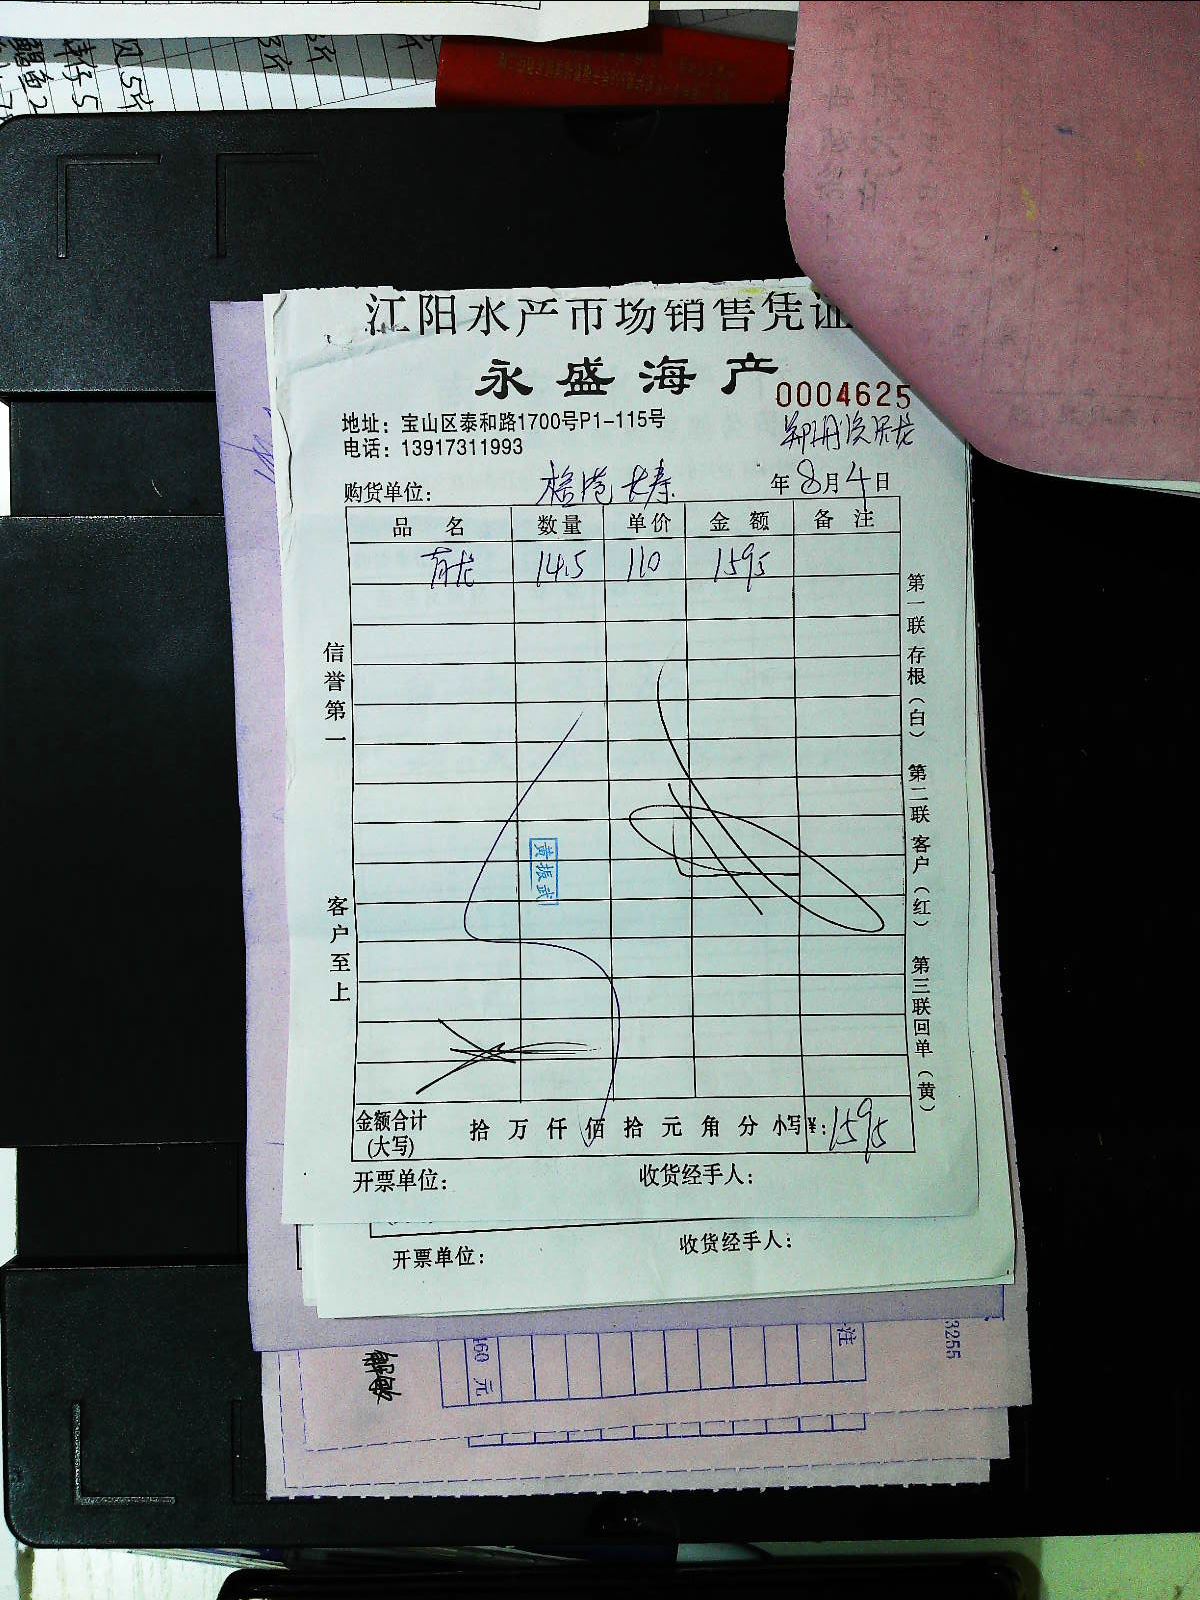 江阳水产市场销售凭证
永盛海产
0004625
地址：宝山区泰和路1700号P1-115号
电话：13917311993
购货单位：
年8月4日
品 名 数量 单价 金 额 备 注
青龙 14.5 110 1595
信誉第一
客户至上
第一联 存根（白） 第二联 客户（红） 第三联 回单（黄）
黄振武
金额合计
(大写)
拾 万 仟 佰 拾 元 角 分 小写¥：1595
开票单位： 收货经手人：
开票单位： 收货经手人：
460 元
注
3255